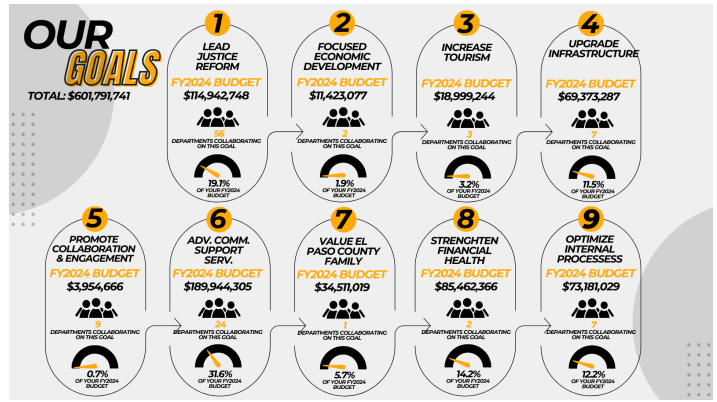 OUR
GOALS
TOTAL: $601,791,741
1
LEAD
JUSTICE
REFORM
FY2024 BUDGET
$114,942,748
56
DEPARTMENTS COLLABORATING
ON THIS GOAL
19.1%
OF YOUR FY2024
BUDGET
2
FOCUSED
ECONOMIC
DEVELOPMENT
FY2024 BUDGET
$11,423,077
2
DEPARTMENTS COLLABORATING
ON THIS GOAL
1.9%
OF YOUR FY2024
BUDGET
3
INCREASE
TOURISM
FY2024 BUDGET
$18,999,244
3
DEPARTMENTS COLLABORATING
ON THIS GOAL
3.2%
OF YOUR FY2024
BUDGET
4
UPGRADE
INFRASTRUCTURE
FY2024 BUDGET
$69,373,287
7
DEPARTMENTS COLLABORATING
ON THIS GOAL
11.5%
OF YOUR FY2024
BUDGET
5
PROMOTE
COLLABORATION
& ENGAGEMENT
FY2024 BUDGET
$3,954,666
9
DEPARTMENTS COLLABORATING
ON THIS GOAL
0.7%
OF YOUR FY2024
BUDGET
6
ADV. COMM.
SUPPORT
SERV.
FY2024 BUDGET
$189,944,305
24
DEPARTMENTS COLLABORATING
ON THIS GOAL
31.6%
OF YOUR FY2024
BUDGET
7
VALUE EL
PASO COUNTY
FAMILY
FY2024 BUDGET
$34,511,019
1
DEPARTMENTS COLLABORATING
ON THIS GOAL
5.7%
OF YOUR FY2024
BUDGET
8
STRENGHTEN
FINANCIAL
HEALTH
FY2024 BUDGET
$85,462,366
2
DEPARTMENTS COLLABORATING
ON THIS GOAL
14.2%
OF YOUR FY2024
BUDGET
9
OPTIMIZE
INTERNAL
PROCESSESS
FY2024 BUDGET
$73,181,029
7
DEPARTMENTS COLLABORATING
ON THIS GOAL
12.2%
OF YOUR FY2024
BUDGET